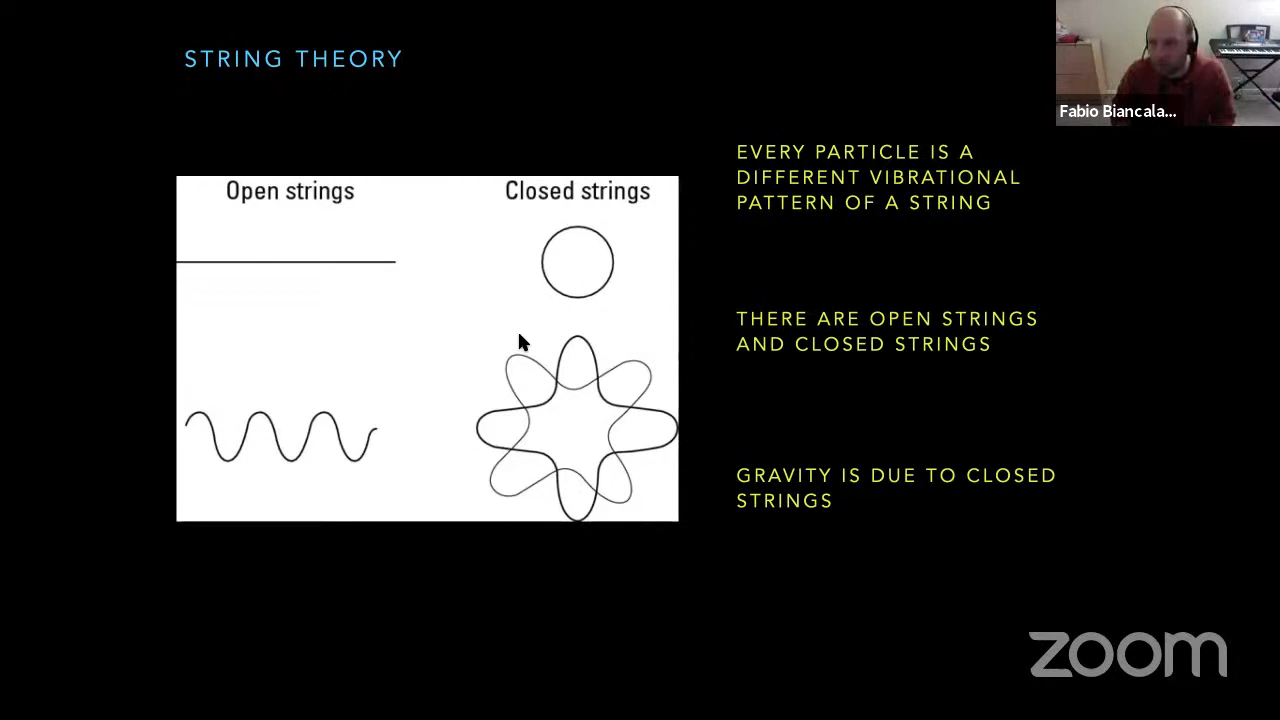 STRING THEORY
Fabio Biancala...
EVERY PARTICLE IS A
DIFFERENT VIBRATIONAL
PATTERN OF A STRING
Open strings
Closed strings
THERE ARE OPEN STRINGS
AND CLOSED STRINGS
GRAVITY IS DUE TO CLOSED
STRINGS
zoom